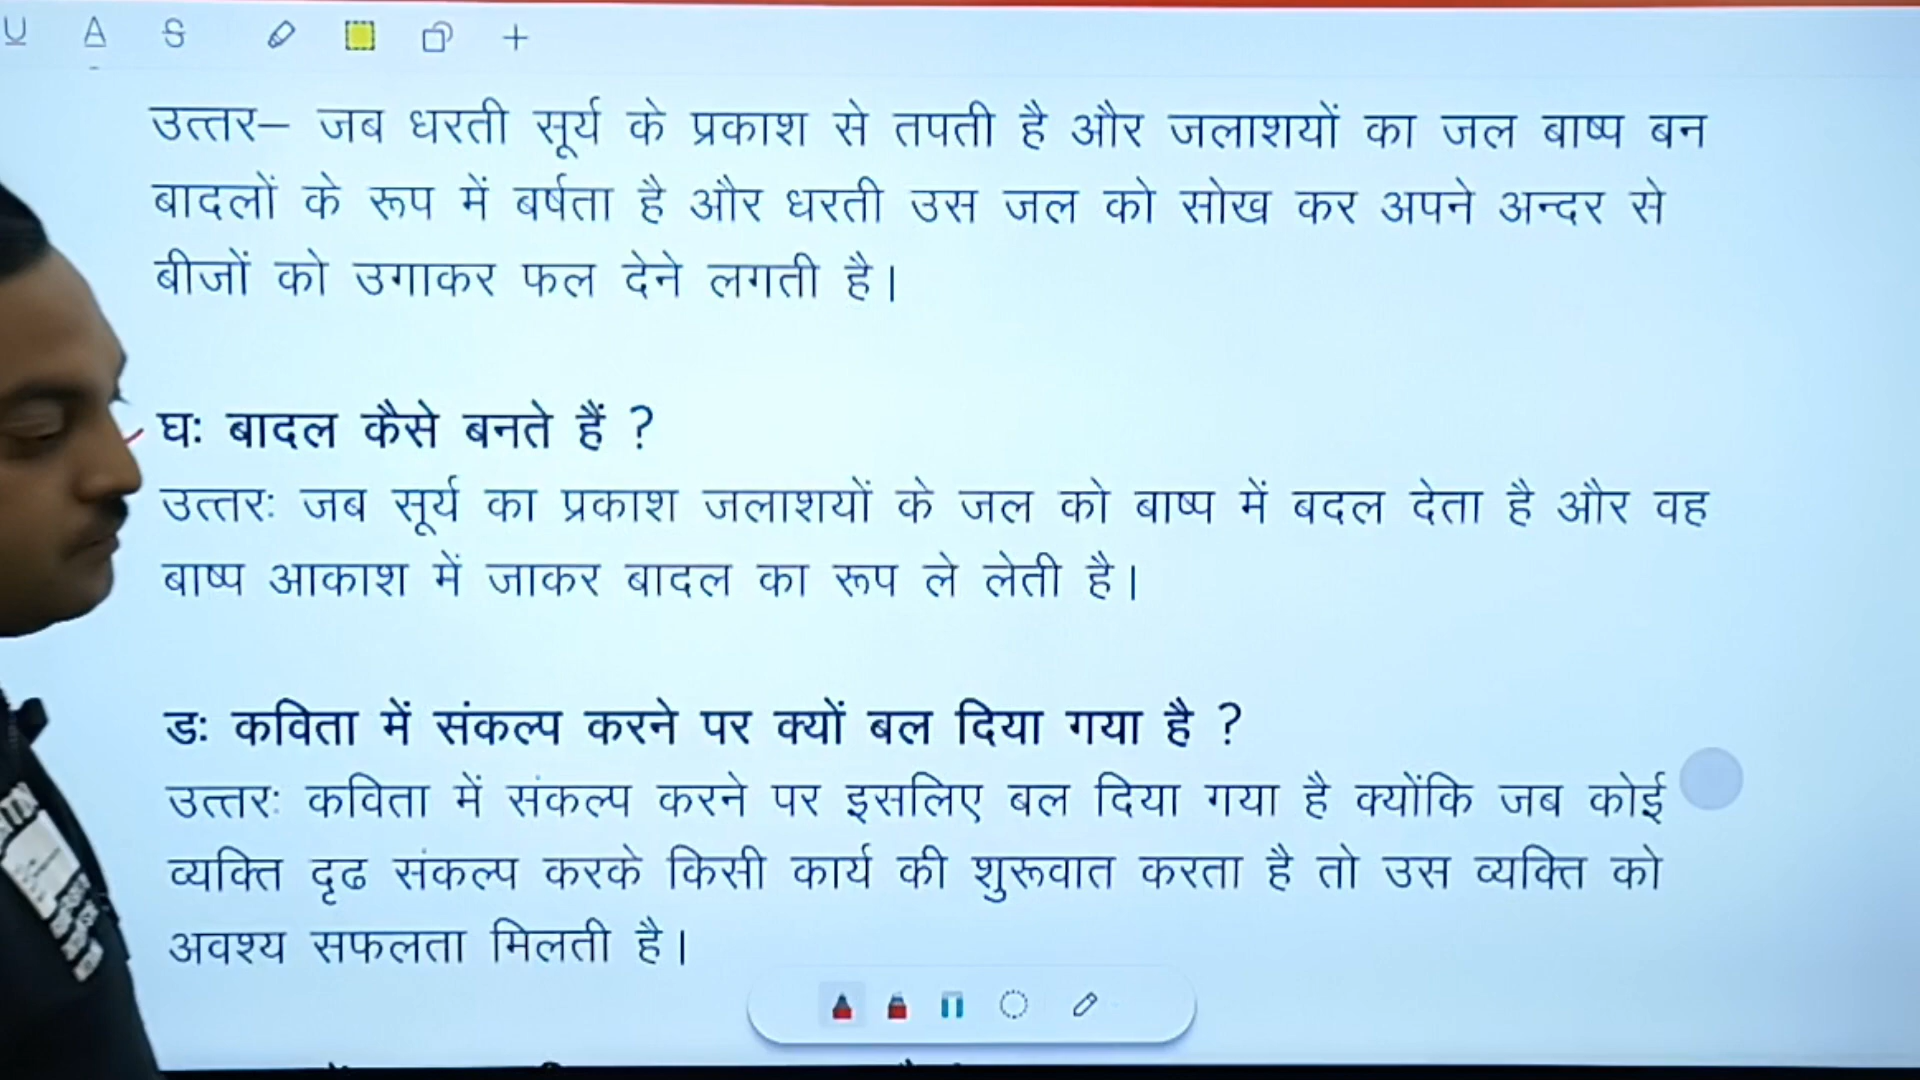 उत्तर– जब धरती सूर्य के प्रकाश से तपती है और जलाशयों का जल बाष्प बन
बादलों के रूप में बर्षता है और धरती उस जल को सोख कर अपने अन्दर से
बीजों को उगाकर फल देने लगती है।
घः बादल कैसे बनते हैं ?
उत्तरः जब सूर्य का प्रकाश जलाशयों के जल को बाष्प में बदल देता है और वह
बाष्प आकाश में जाकर बादल का रूप ले लेती है।
डः कविता में संकल्प करने पर क्यों बल दिया गया है ?
उत्तरः कविता में संकल्प करने पर इसलिए बल दिया गया है क्योंकि जब कोई
व्यक्ति दृढ संकल्प करके किसी कार्य की शुरूवात करता है तो उस व्यक्ति को
अवश्य सफलता मिलती है।